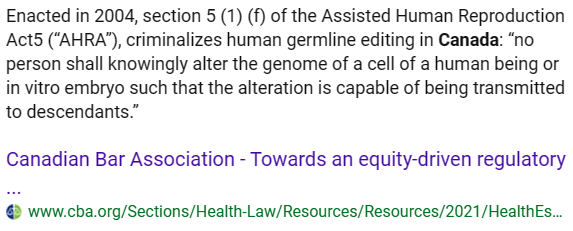 Enacted in 2004, section 5 (1) (f) of the Assisted Human Reproduction
Act5 (“AHRA”), criminalizes human germline editing in Canada: “no
person shall knowingly alter the genome of a cell of a human being or
in vitro embryo such that the alteration is capable of being transmitted
to descendants.”
Canadian Bar Association - Towards an equity-driven regulatory
...
www.cba.org/Sections/Health-Law/Resources/Resources/2021/HealthEs...